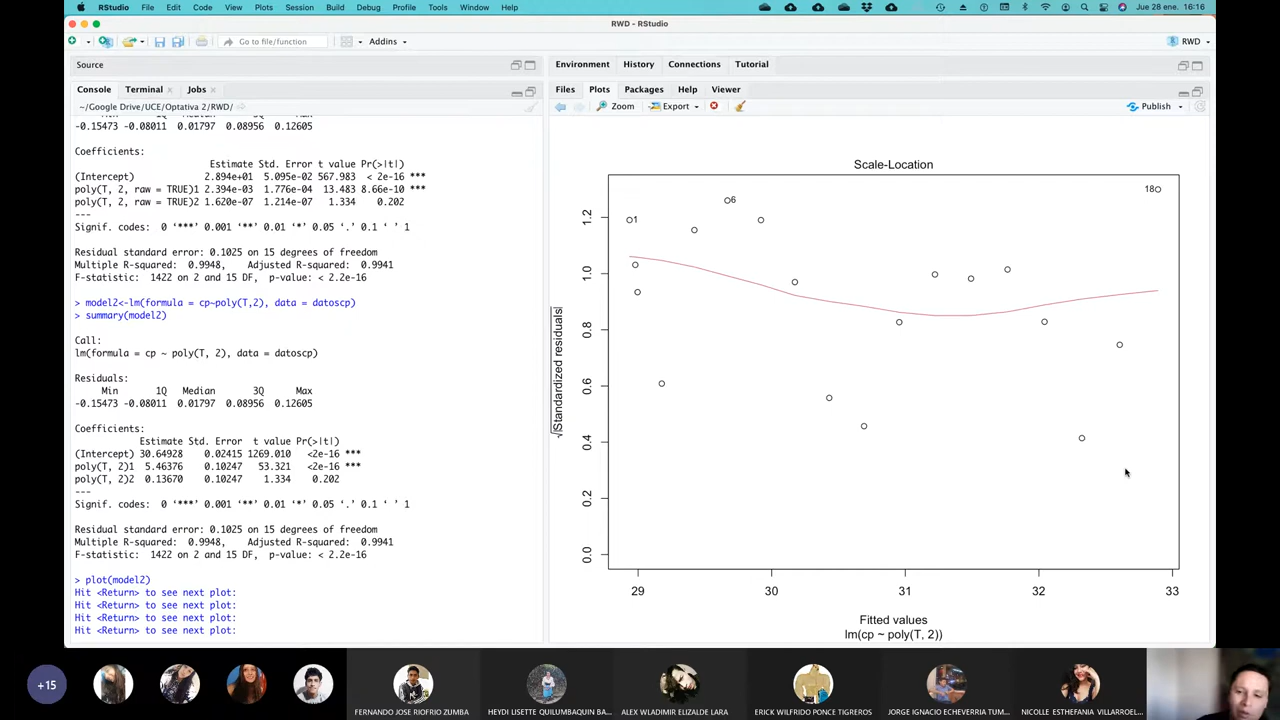 RStudio File Edit Code View Plots Session Build Debug Profile Tools Window Help Jue 28 ene. 16:16
RWD - RStudio
Go to file/function Addins RWD
Source
Environment History Connections Tutorial
Console Terminal Jobs
Files Plots Packages Help Viewer
~/Google Drive/UCE/Optativa 2/RWD/
Zoom Export Publish
-0.15473 -0.08011 0.01797 0.08956 0.12605
Coefficients:
Estimate Std. Error t value Pr(>|t|)
(Intercept) 2.894e+01 5.095e-02 567.983 < 2e-16 ***
poly(T, 2, raw = TRUE)1 2.394e-03 1.776e-04 13.483 8.66e-10 ***
poly(T, 2, raw = TRUE)2 1.620e-07 1.214e-07 1.334 0.202
---
Signif. codes: 0 ‘***’ 0.001 ‘**’ 0.01 ‘*’ 0.05 ‘.’ 0.1 ‘ ’ 1
Residual standard error: 0.1025 on 15 degrees of freedom
Multiple R-squared: 0.9948, Adjusted R-squared: 0.9941
F-statistic: 1422 on 2 and 15 DF, p-value: < 2.2e-16
> model2<-lm(formula = cp~poly(T,2), data = datoscp)
> summary(model2)
Call:
lm(formula = cp ~ poly(T, 2), data = datoscp)
Residuals:
Min 1Q Median 3Q Max
-0.15473 -0.08011 0.01797 0.08956 0.12605
Coefficients:
Estimate Std. Error t value Pr(>|t|)
(Intercept) 30.64928 0.02415 1269.010 <2e-16 ***
poly(T, 2)1 5.46376 0.10247 53.321 <2e-16 ***
poly(T, 2)2 0.13670 0.10247 1.334 0.202
---
Signif. codes: 0 ‘***’ 0.001 ‘**’ 0.01 ‘*’ 0.05 ‘.’ 0.1 ‘ ’ 1
Residual standard error: 0.1025 on 15 degrees of freedom
Multiple R-squared: 0.9948, Adjusted R-squared: 0.9941
F-statistic: 1422 on 2 and 15 DF, p-value: < 2.2e-16
> plot(model2)
Hit <Return> to see next plot:
Hit <Return> to see next plot:
Hit <Return> to see next plot:
Hit <Return> to see next plot:
Scale-Location
18
6
1
1.2
1.0
0.8
0.6
0.4
0.2
0.0
√|Standardized residuals|
29 30 31 32 33
Fitted values
lm(cp ~ poly(T, 2))
+15
FERNANDO JOSE RIOFRIO ZUMBA
HEYDI LISETTE QUILUMBAQUIN BA...
ALEX WLADIMIR ELIZALDE LARA
ERICK WILFRIDO PONCE TIGREROS
JORGE IGNACIO ECHEVERRIA TUM...
NICOLLE ESTHEFANIA VILLARROEL...